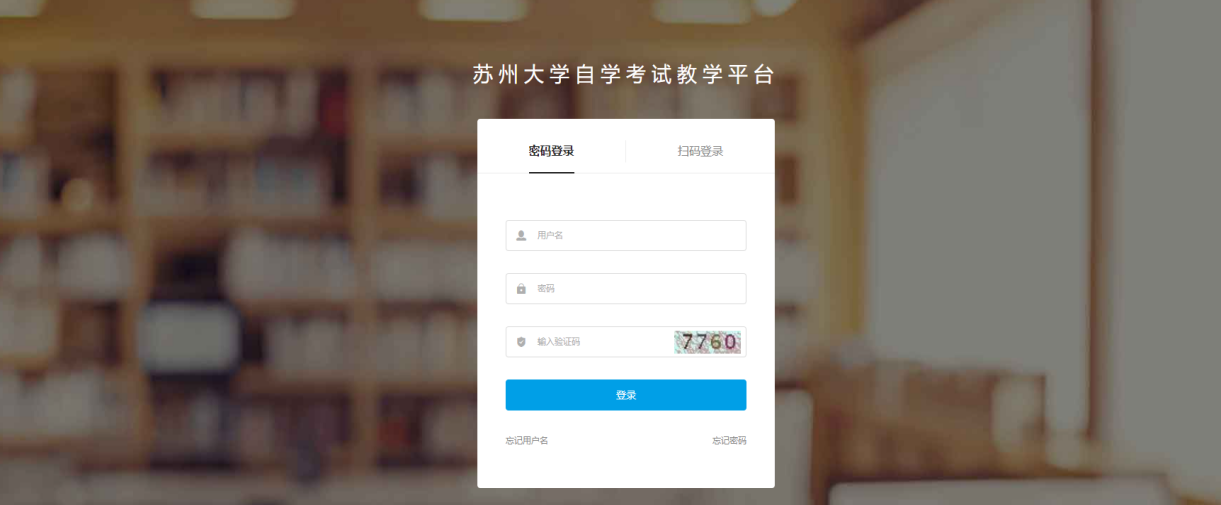 苏州大学自学考试教学平台
密码登录 扫码登录
用户名
密码
输入验证码 7760
登录
忘记用户名 忘记密码